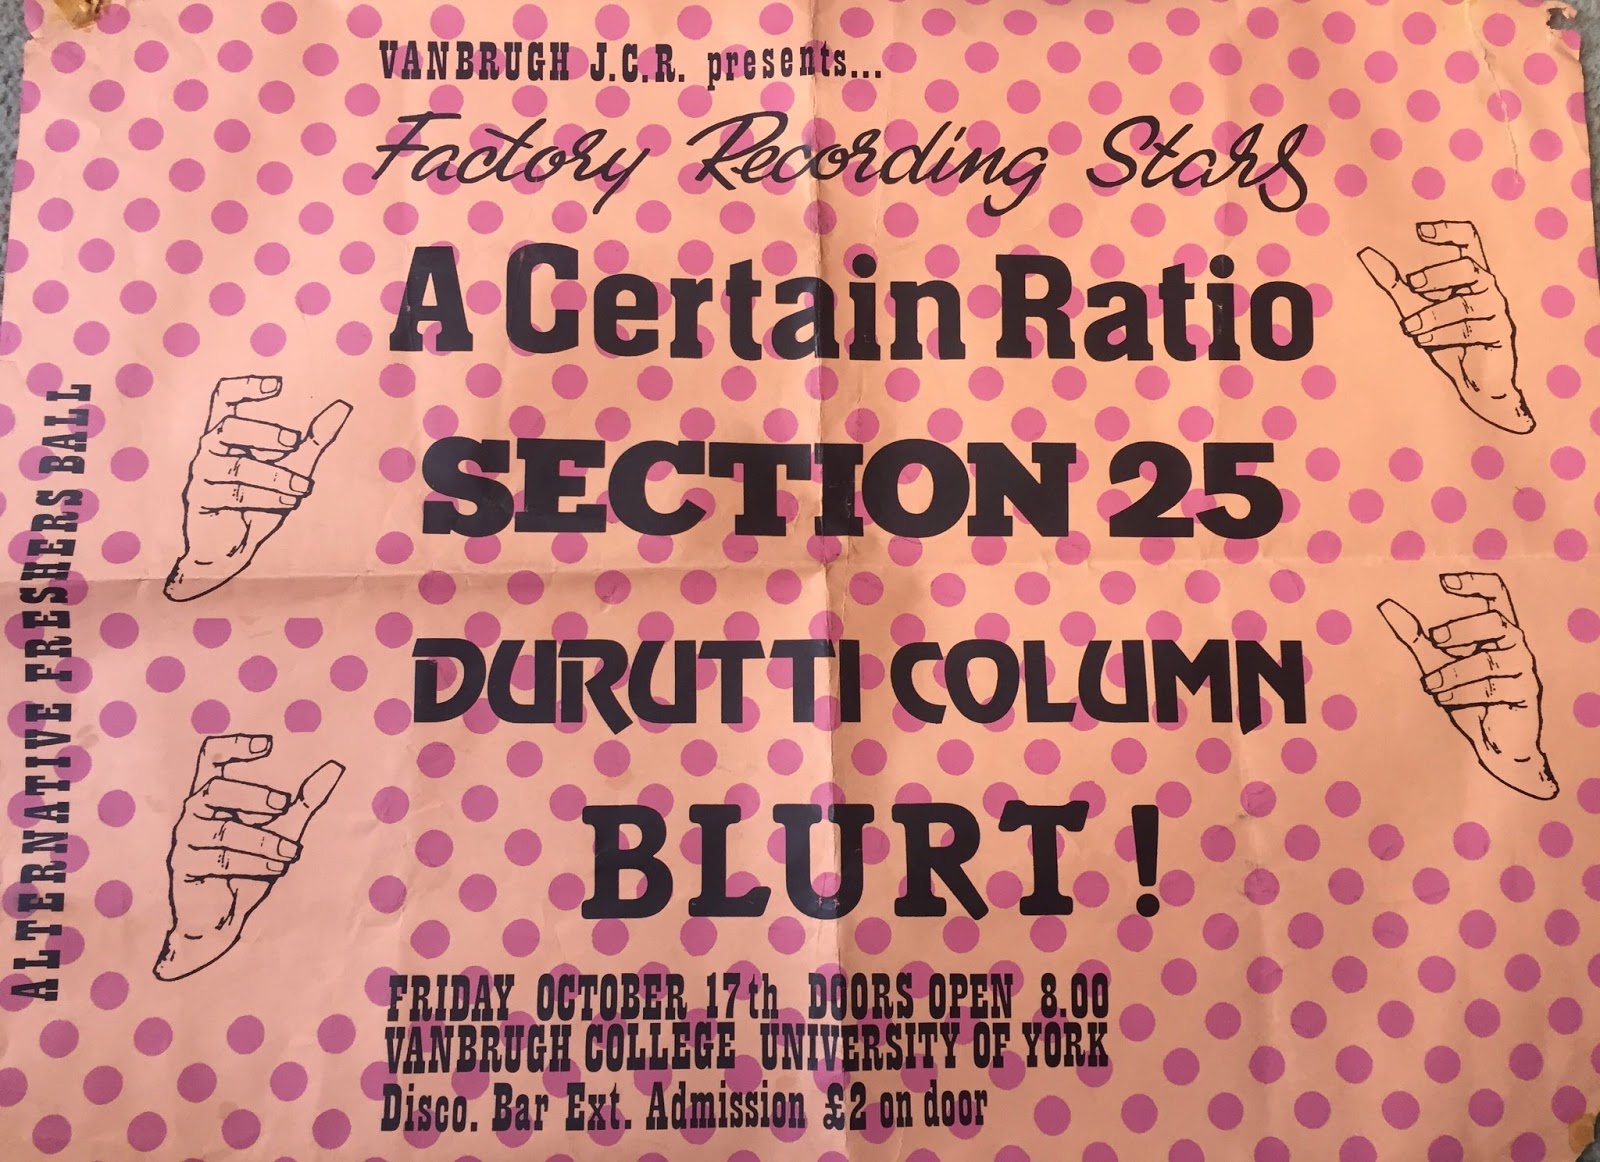 VANBRUGH J.C.R. presents...
Factory Recording Stars
A Certain Ratio
SECTION 25
DURUTTI COLUMN
BLURT!
FRIDAY OCTOBER 17th DOORS OPEN 8.00
VANBRUGH COLLEGE UNIVERSITY OF YORK
Disco. Bar Ext. Admission £2 on door
ALTERNATIVE FRESHERS BALL